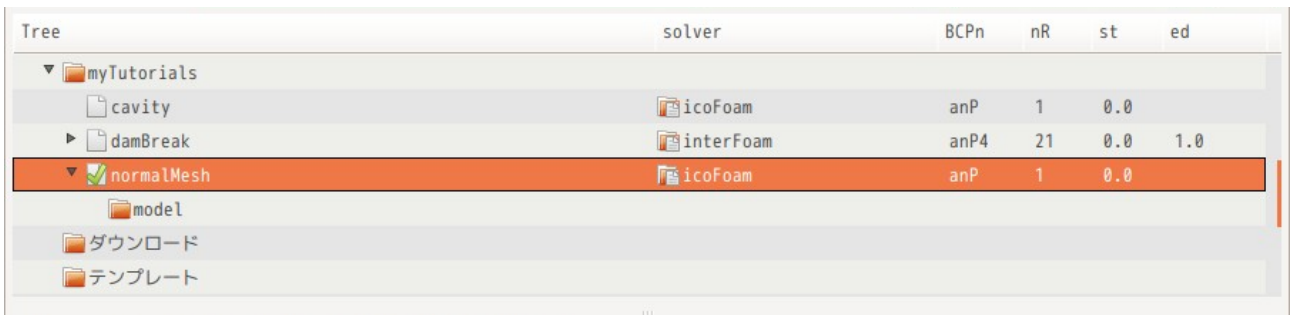 Tree solver BCPn nR st ed
myTutorials
cavity icoFoam anP 1 0.0
damBreak interFoam anP4 21 0.0 1.0
normalMesh icoFoam anP 1 0.0
model
ダウンロード
テンプレート